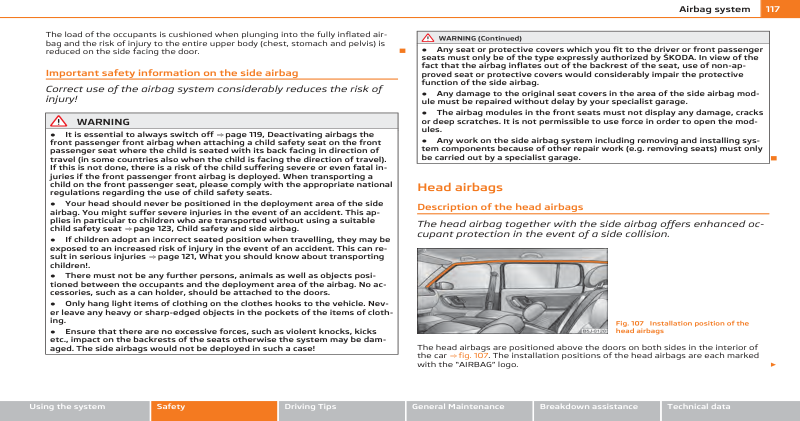 Airbag system
117
The load of the occupants is cushioned when plunging into the fully inflated air-
bag and the risk of injury to the entire upper body (chest, stomach and pelvis) is
reduced on the side facing the door.
Important safety information on the side airbag
Correct use of the airbag system considerably reduces the risk of
injury!
WARNING
● It is essential to always switch off ⇒ page 119, Deactivating airbags the
front passenger front airbag when attaching a child safety seat on the front
passenger seat where the child is seated with its back facing in direction of
travel (in some countries also when the child is facing the direction of travel).
If this is not done, there is a risk of the child suffering severe or even fatal in-
juries if the front passenger front airbag is deployed. When transporting a
child on the front passenger seat, please comply with the appropriate national
regulations regarding the use of child safety seats.
● Your head should never be positioned in the deployment area of the side
airbag. You might suffer severe injuries in the event of an accident. This ap-
plies in particular to children who are transported without using a suitable
child safety seat ⇒ page 123, Child safety and side airbag.
● If children adopt an incorrect seated position when travelling, they may be
exposed to an increased risk of injury in the event of an accident. This can re-
sult in serious injuries ⇒ page 121, What you should know about transporting
children!.
● There must not be any further persons, animals as well as objects posi-
tioned between the occupants and the deployment area of the airbag. No ac-
cessories, such as a can holder, should be attached to the doors.
● Only hang light items of clothing on the clothes hooks to the vehicle. Nev-
er leave any heavy or sharp-edged objects in the pockets of the items of cloth-
ing.
● Ensure that there are no excessive forces, such as violent knocks, kicks
etc., impact on the backrests of the seats otherwise the system may be dam-
aged. The side airbags would not be deployed in such a case!
WARNING (Continued)
● Any seat or protective covers which you fit to the driver or front passenger
seats must only be of the type expressly authorized by ŠKODA. In view of the
fact that the airbag inflates out of the backrest of the seat, use of non-ap-
proved seat or protective covers would considerably impair the protective
function of the side airbag.
● Any damage to the original seat covers in the area of the side airbag mod-
ule must be repaired without delay by your specialist garage.
● The airbag modules in the front seats must not display any damage, cracks
or deep scratches. It is not permissible to use force in order to open the mod-
ules.
● Any work on the side airbag system including removing and installing sys-
tem components because of other repair work (e.g. removing seats) must only
be carried out by a specialist garage.
Head airbags
Description of the head airbags
The head airbag together with the side airbag offers enhanced oc-
cupant protection in the event of a side collision.
Fig. 107 Installation position of the
head airbags
The head airbags are positioned above the doors on both sides in the interior of
the car ⇒ fig. 107. The installation positions of the head airbags are each marked
with the "AIRBAG" logo.
Using the system
Safety
Driving Tips
General Maintenance
Breakdown assistance
Technical data